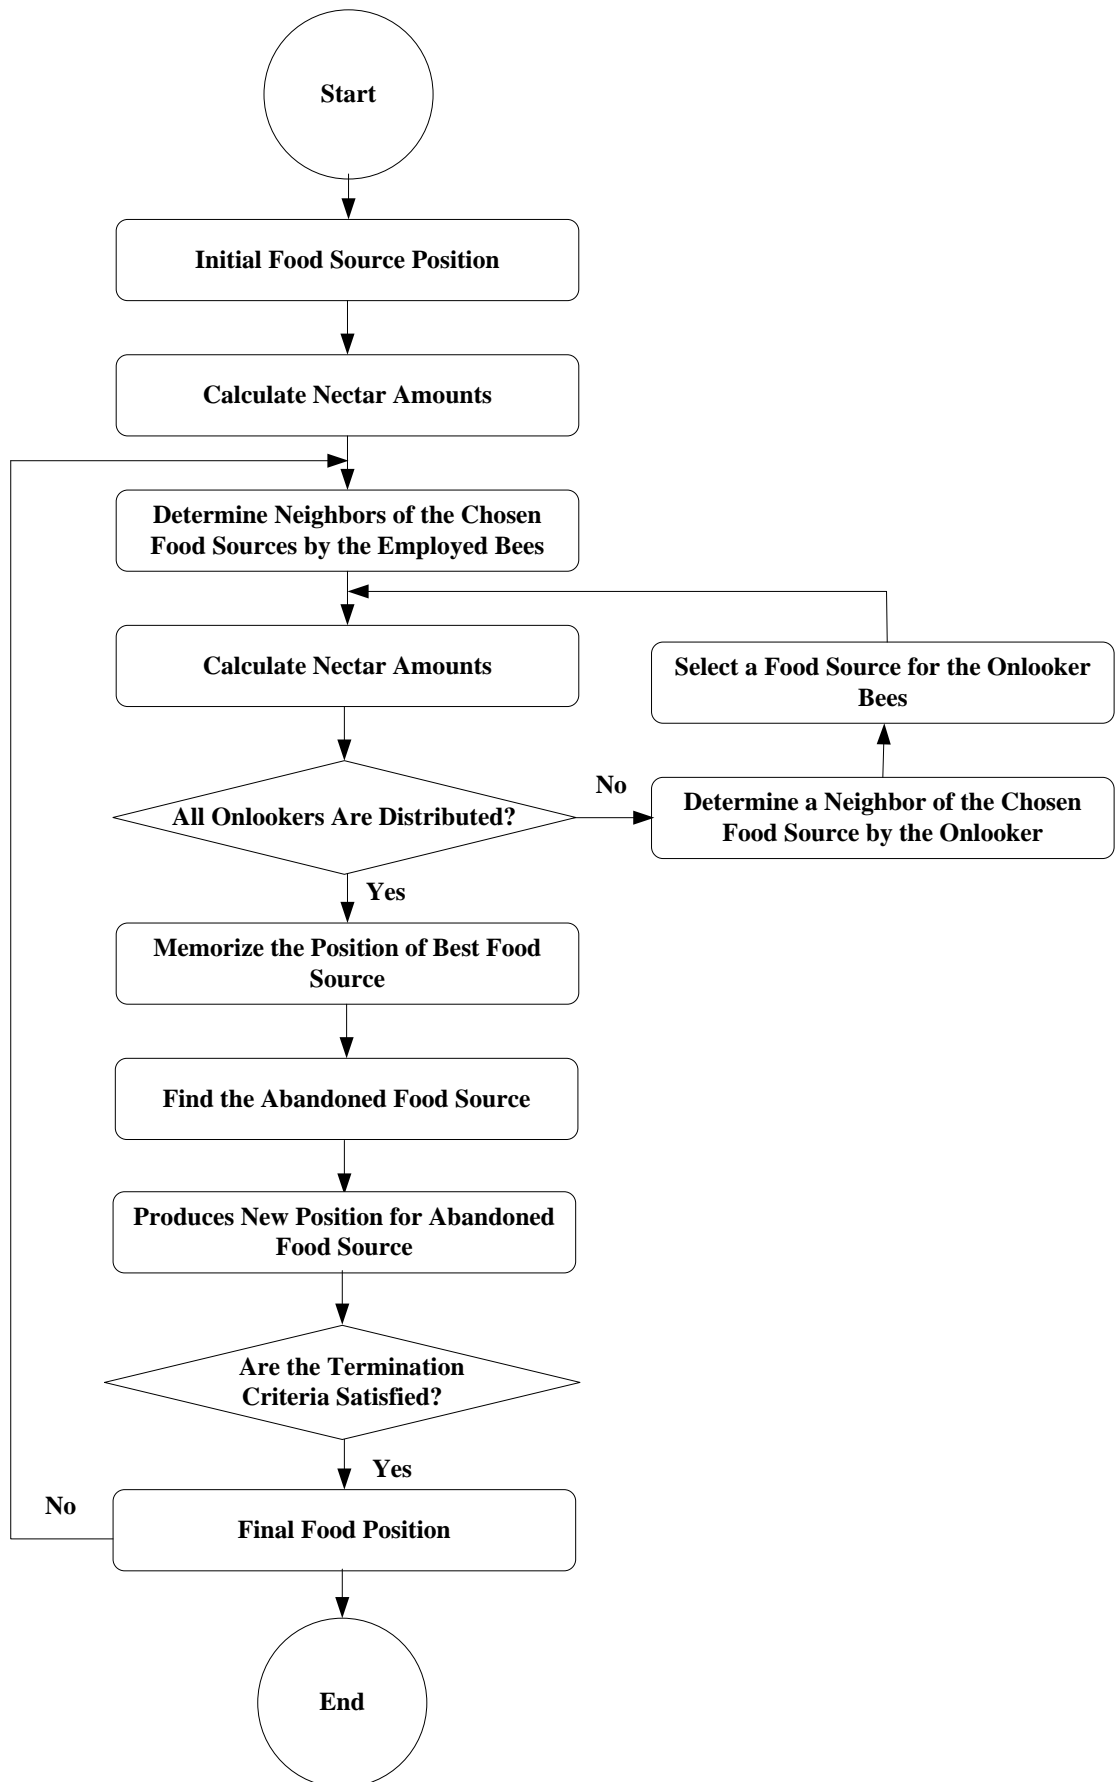 Start
Initial Food Source Position
Calculate Nectar Amounts
Determine Neighbors of the Chosen
Food Sources by the Employed Bees
Calculate Nectar Amounts
Select a Food Source for the Onlooker
Bees
All Onlookers Are Distributed?
No
Determine a Neighbor of the Chosen
Food Source by the Onlooker
Yes
Memorize the Position of Best Food
Source
Find the Abandoned Food Source
Produces New Position for Abandoned
Food Source
Are the Termination
Criteria Satisfied?
Yes
No
Final Food Position
End